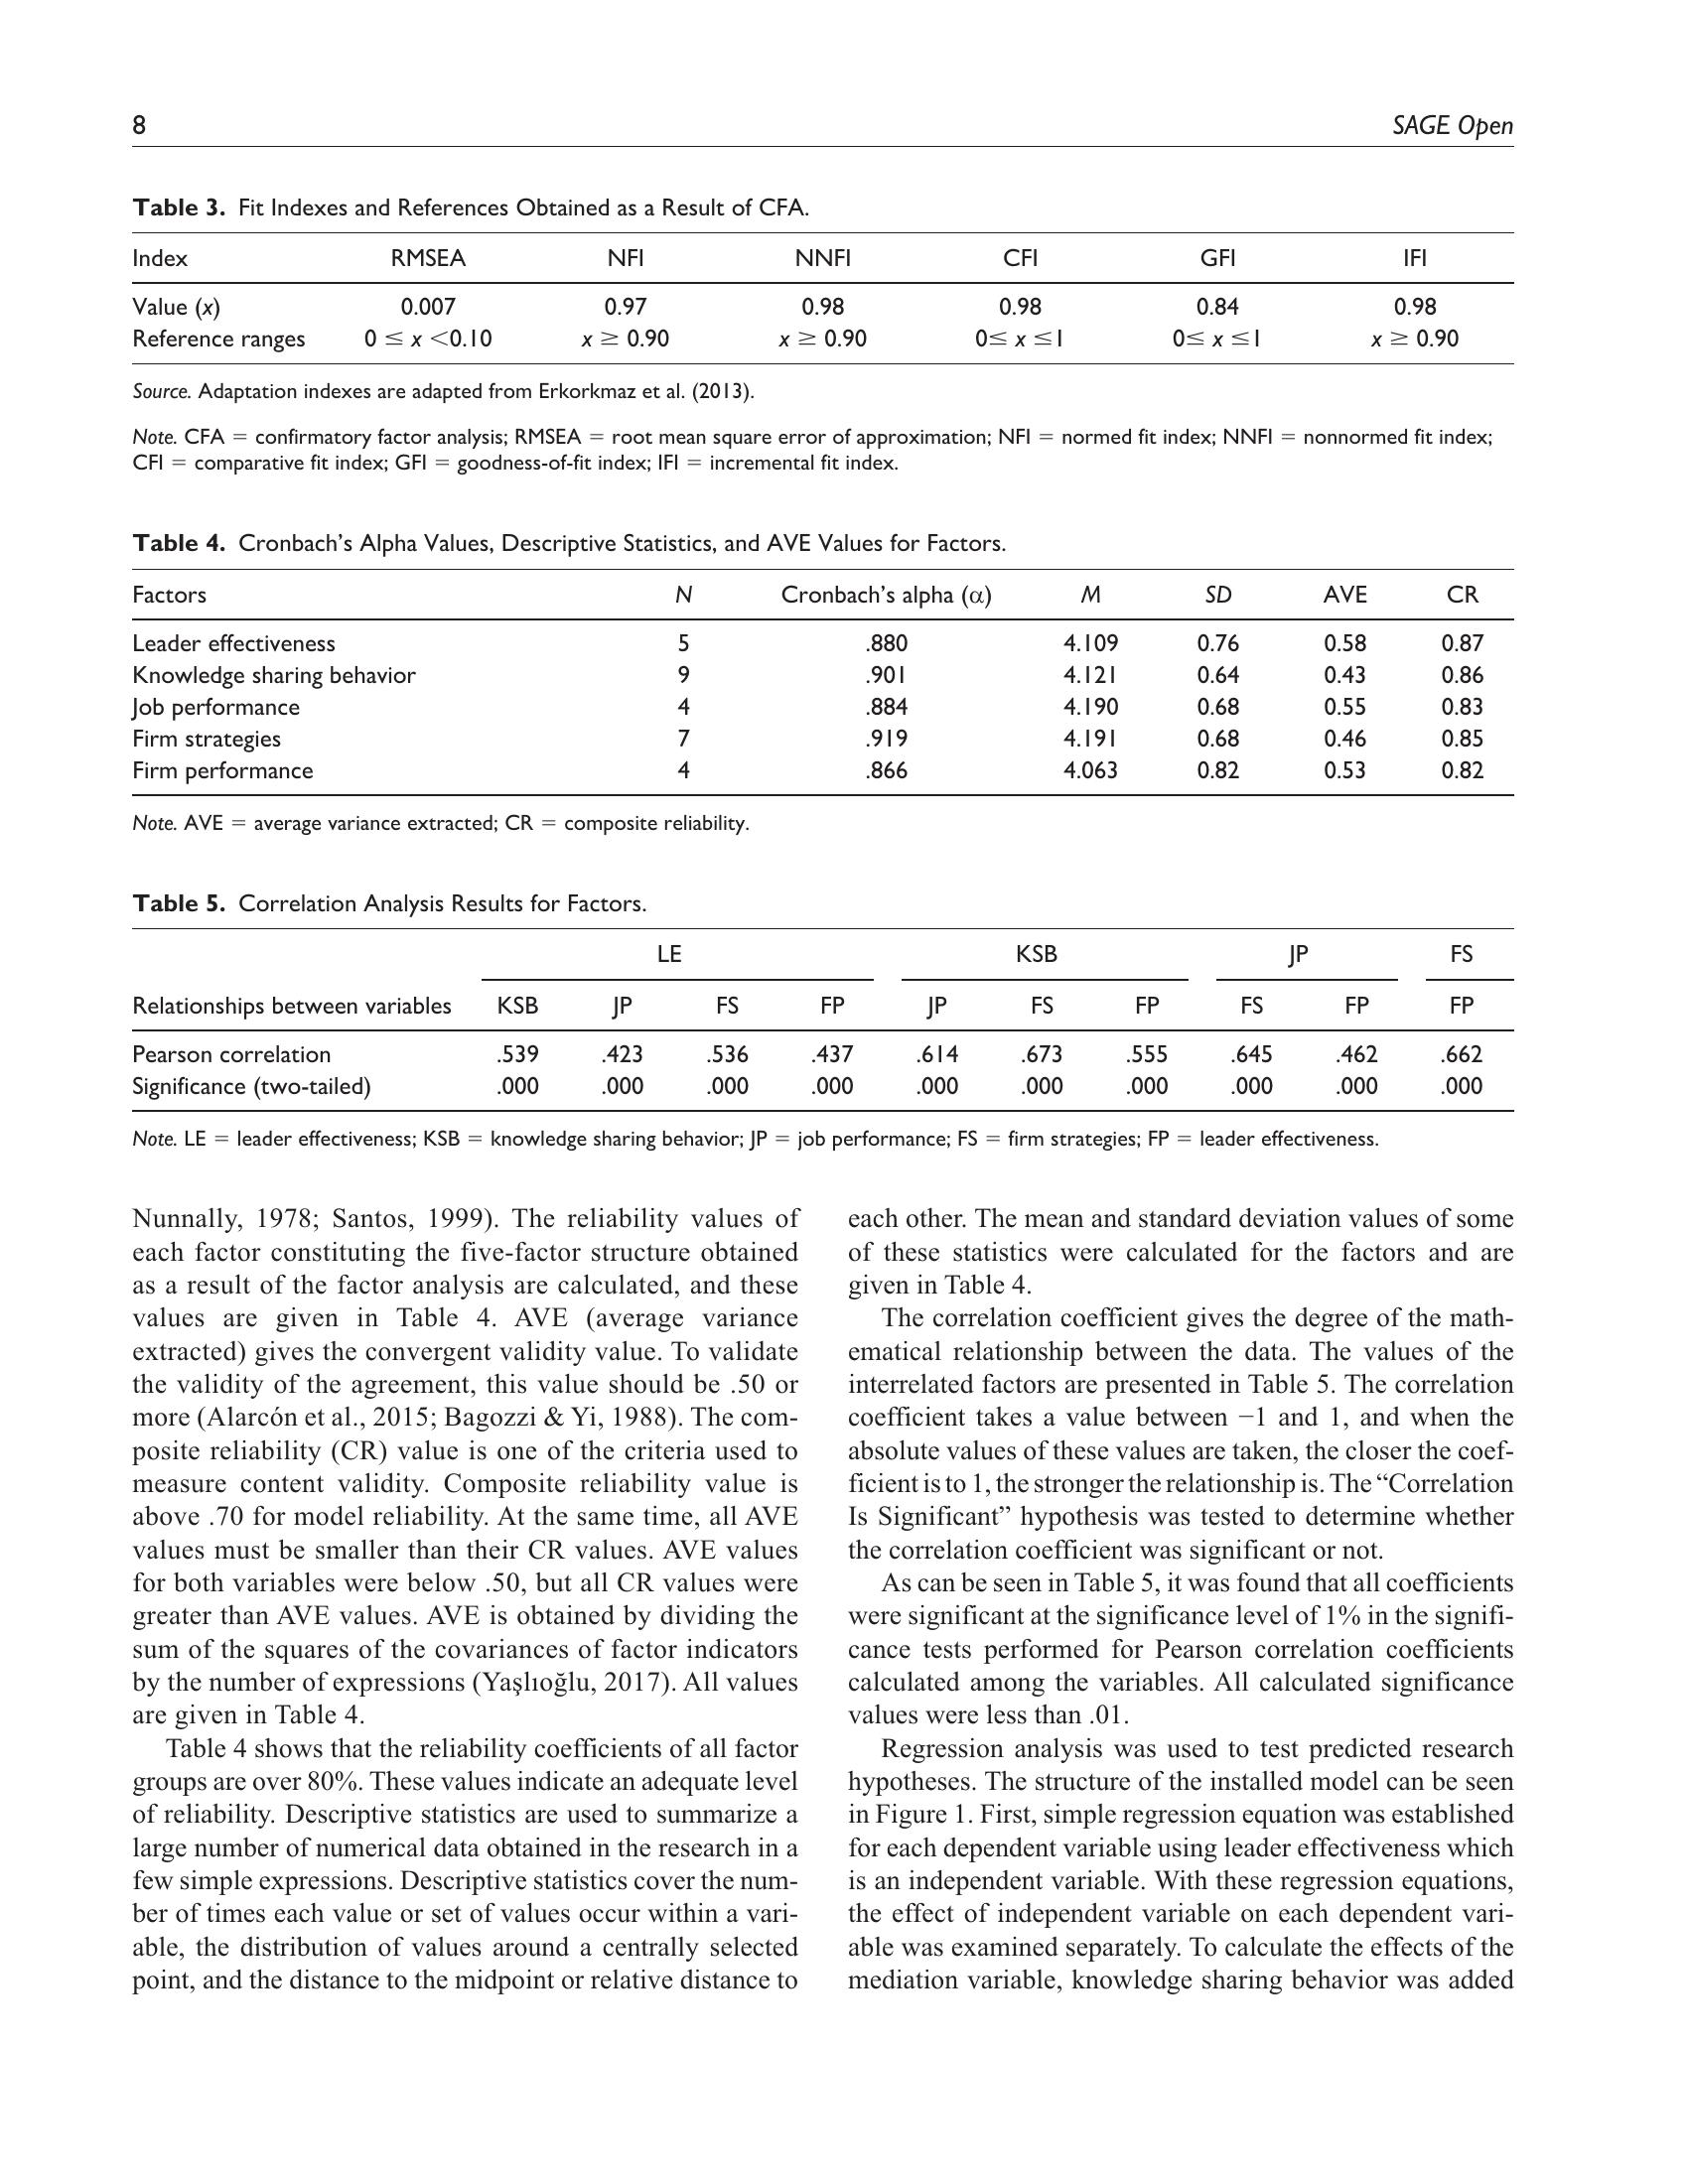 8 SAGE Open
Table 3. Fit Indexes and References Obtained as a Result of CFA.
Index RMSEA NFI NNFI CFI GFI IFI
Value (x) 0.007 0.97 0.98 0.98 0.84 0.98
Reference ranges 0 ≤ x <0.10 x ≥ 0.90 x ≥ 0.90 0≤ x ≤1 0≤ x ≤1 x ≥ 0.90
Source. Adaptation indexes are adapted from Erkorkmaz et al. (2013).
Note. CFA = confirmatory factor analysis; RMSEA = root mean square error of approximation; NFI = normed fit index; NNFI = nonnormed fit index;
CFI = comparative fit index; GFI = goodness-of-fit index; IFI = incremental fit index.
Table 4. Cronbach’s Alpha Values, Descriptive Statistics, and AVE Values for Factors.
Factors N Cronbach’s alpha (α) M SD AVE CR
Leader effectiveness 5 .880 4.109 0.76 0.58 0.87
Knowledge sharing behavior 9 .901 4.121 0.64 0.43 0.86
Job performance 4 .884 4.190 0.68 0.55 0.83
Firm strategies 7 .919 4.191 0.68 0.46 0.85
Firm performance 4 .866 4.063 0.82 0.53 0.82
Note. AVE = average variance extracted; CR = composite reliability.
Table 5. Correlation Analysis Results for Factors.
LE KSB JP FS
Relationships between variables KSB JP FS FP JP FS FP FS FP FP
Pearson correlation .539 .423 .536 .437 .614 .673 .555 .645 .462 .662
Significance (two-tailed) .000 .000 .000 .000 .000 .000 .000 .000 .000 .000
Note. LE = leader effectiveness; KSB = knowledge sharing behavior; JP = job performance; FS = firm strategies; FP = leader effectiveness.
Nunnally, 1978; Santos, 1999). The reliability values of
each factor constituting the five-factor structure obtained
as a result of the factor analysis are calculated, and these
values are given in Table 4. AVE (average variance
extracted) gives the convergent validity value. To validate
the validity of the agreement, this value should be .50 or
more (Alarcón et al., 2015; Bagozzi & Yi, 1988). The com-
posite reliability (CR) value is one of the criteria used to
measure content validity. Composite reliability value is
above .70 for model reliability. At the same time, all AVE
values must be smaller than their CR values. AVE values
for both variables were below .50, but all CR values were
greater than AVE values. AVE is obtained by dividing the
sum of the squares of the covariances of factor indicators
by the number of expressions (Yaşlıoğlu, 2017). All values
are given in Table 4.
Table 4 shows that the reliability coefficients of all factor
groups are over 80%. These values indicate an adequate level
of reliability. Descriptive statistics are used to summarize a
large number of numerical data obtained in the research in a
few simple expressions. Descriptive statistics cover the num-
ber of times each value or set of values occur within a vari-
able, the distribution of values around a centrally selected
point, and the distance to the midpoint or relative distance to
each other. The mean and standard deviation values of some
of these statistics were calculated for the factors and are
given in Table 4.
The correlation coefficient gives the degree of the math-
ematical relationship between the data. The values of the
interrelated factors are presented in Table 5. The correlation
coefficient takes a value between −1 and 1, and when the
absolute values of these values are taken, the closer the coef-
ficient is to 1, the stronger the relationship is. The “Correlation
Is Significant” hypothesis was tested to determine whether
the correlation coefficient was significant or not.
As can be seen in Table 5, it was found that all coefficients
were significant at the significance level of 1% in the signifi-
cance tests performed for Pearson correlation coefficients
calculated among the variables. All calculated significance
values were less than .01.
Regression analysis was used to test predicted research
hypotheses. The structure of the installed model can be seen
in Figure 1. First, simple regression equation was established
for each dependent variable using leader effectiveness which
is an independent variable. With these regression equations,
the effect of independent variable on each dependent vari-
able was examined separately. To calculate the effects of the
mediation variable, knowledge sharing behavior was added